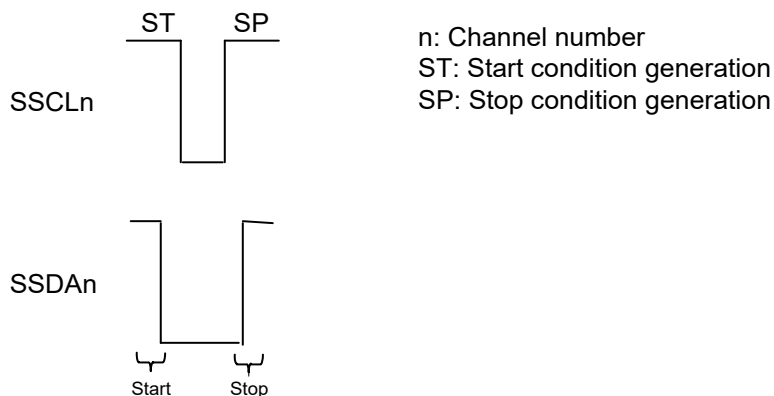 ST SP
SSCLn
SSDAn
Start Stop
n: Channel number
ST: Start condition generation
SP: Stop condition generation